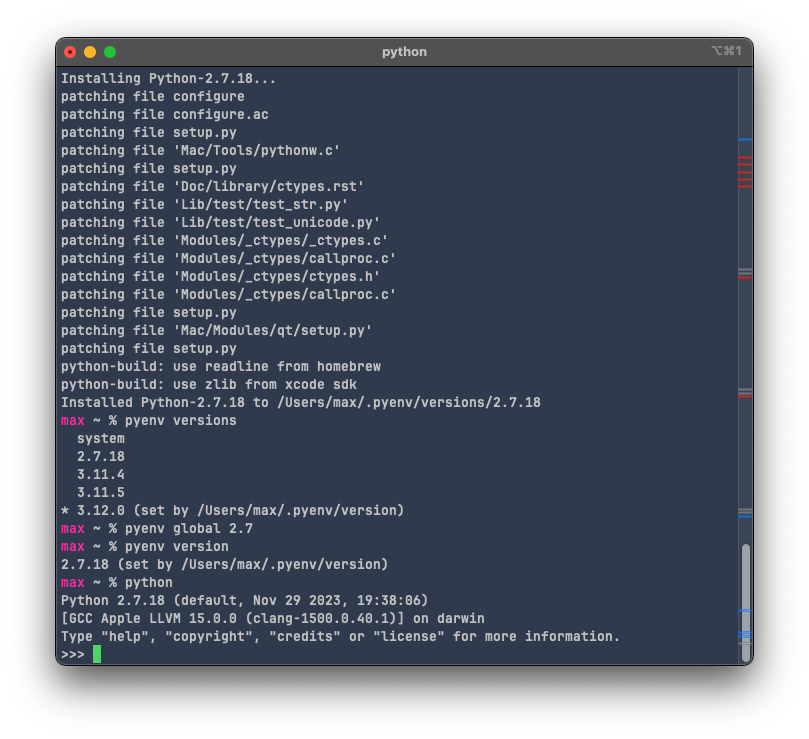 python
⌥⌘1
Installing Python-2.7.18...
patching file configure
patching file configure.ac
patching file setup.py
patching file 'Mac/Tools/pythonw.c'
patching file setup.py
patching file 'Doc/library/ctypes.rst'
patching file 'Lib/test/test_str.py'
patching file 'Lib/test/test_unicode.py'
patching file 'Modules/_ctypes/_ctypes.c'
patching file 'Modules/_ctypes/callproc.c'
patching file 'Modules/_ctypes/ctypes.h'
patching file 'Modules/_ctypes/callproc.c'
patching file setup.py
patching file 'Mac/Modules/qt/setup.py'
patching file setup.py
python-build: use readline from homebrew
python-build: use zlib from xcode sdk
Installed Python-2.7.18 to /Users/max/.pyenv/versions/2.7.18
max ~ % pyenv versions
  system
  2.7.18
  3.11.4
  3.11.5
* 3.12.0 (set by /Users/max/.pyenv/version)
max ~ % pyenv global 2.7
max ~ % pyenv version
2.7.18 (set by /Users/max/.pyenv/version)
max ~ % python
Python 2.7.18 (default, Nov 29 2023, 19:38:06)
[GCC Apple LLVM 15.0.0 (clang-1500.0.40.1)] on darwin
Type "help", "copyright", "credits" or "license" for more information.
>>>